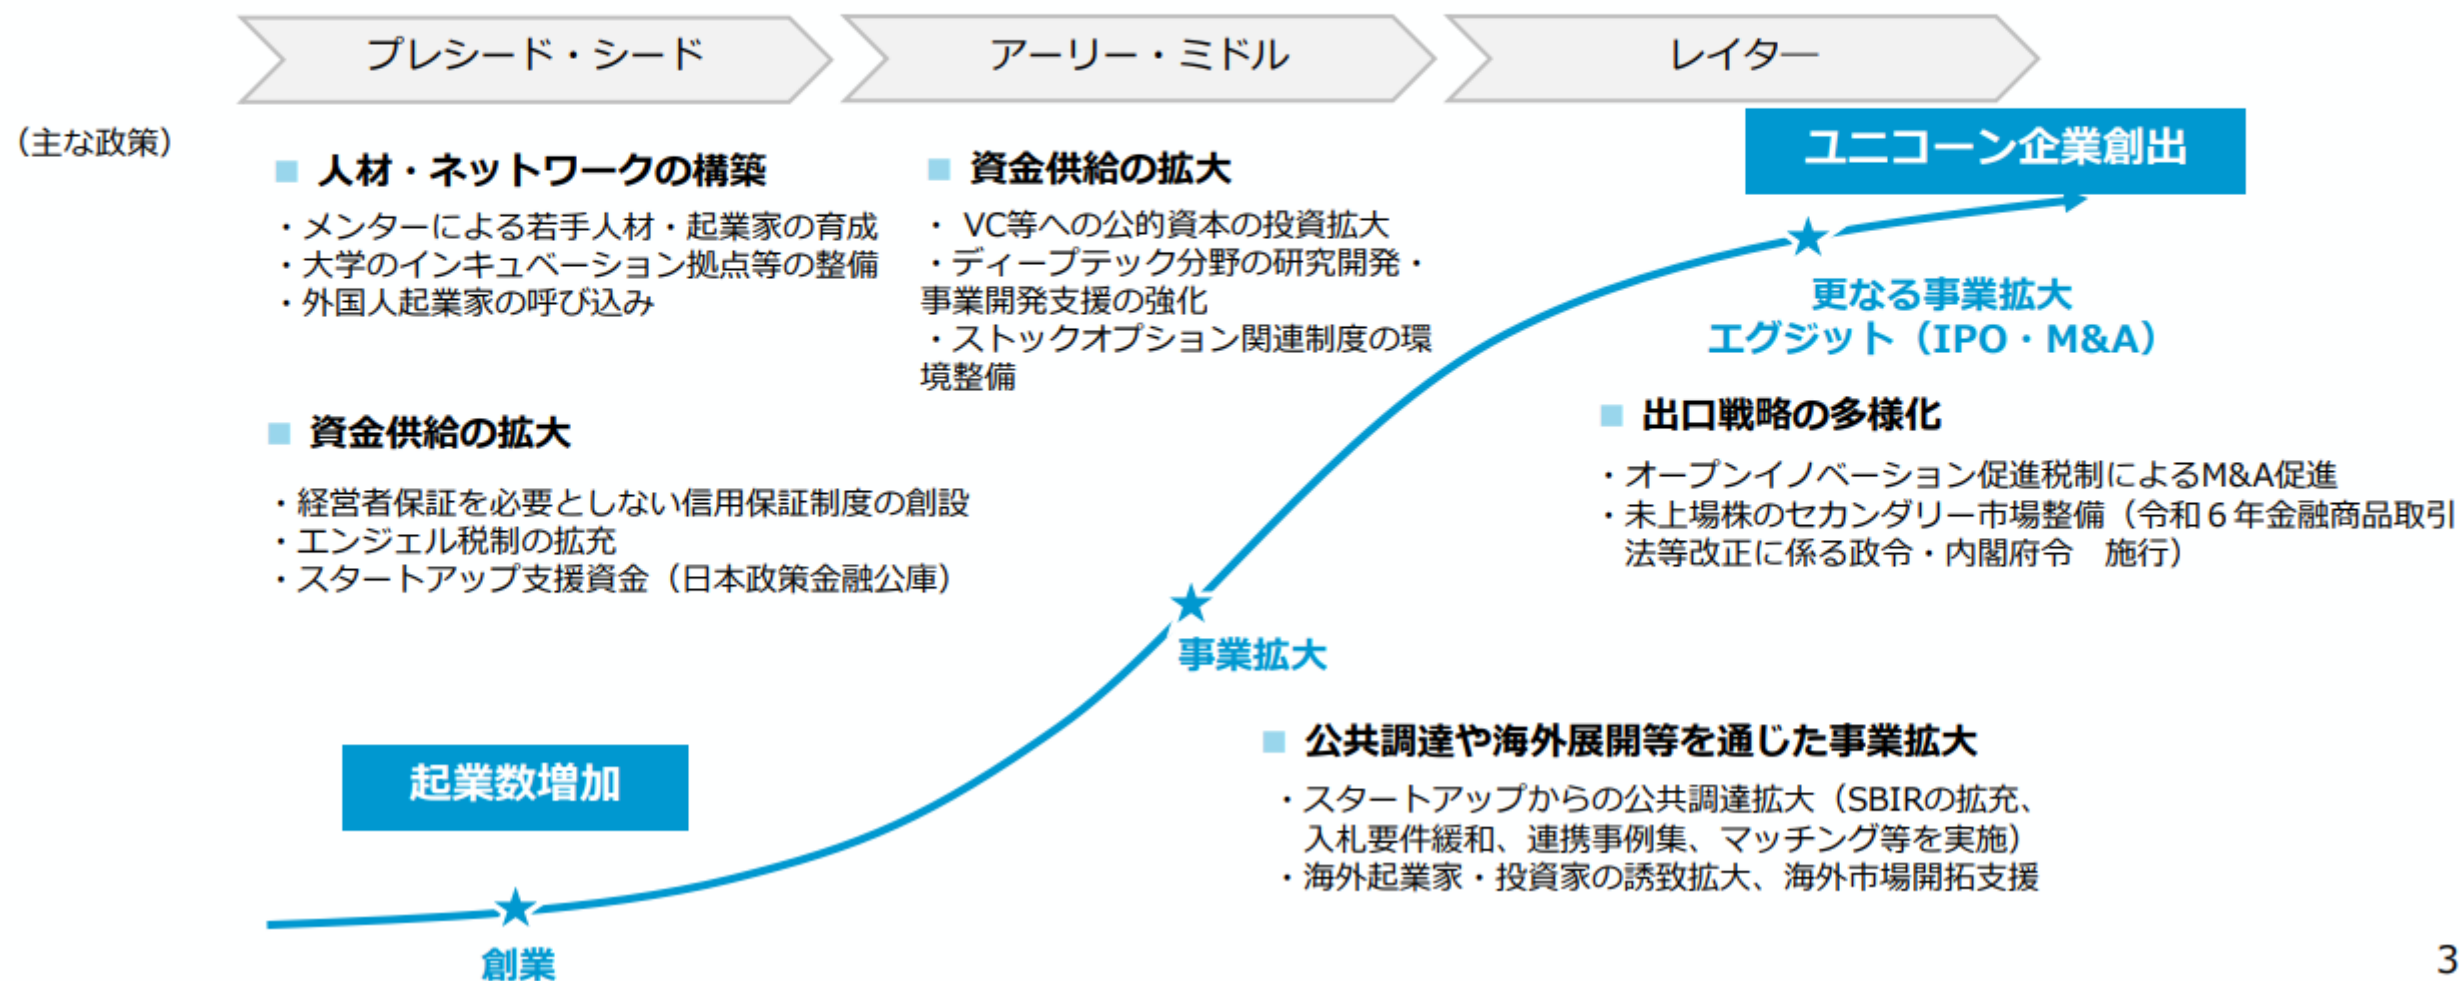 プレシード・シード
アーリー・ミドル
レイター
（主な政策）
■ 人材・ネットワークの構築
・メンターによる若手人材・起業家の育成
・大学のインキュベーション拠点等の整備
・外国人起業家の呼び込み
■ 資金供給の拡大
・経営者保証を必要としない信用保証制度の創設
・エンジェル税制の拡充
・スタートアップ支援資金（日本政策金融公庫）
■ 資金供給の拡大
・ VC等への公的資本の投資拡大
・ディープテック分野の研究開発・
事業開発支援の強化
・ストックオプション関連制度の環
境整備
ユニコーン企業創出
更なる事業拡大
エグジット（IPO・M&A）
■ 出口戦略の多様化
・オープンイノベーション促進税制によるM&A促進
・未上場株のセカンダリー市場整備（令和６年金融商品取引
法等改正に係る政令・内閣府令　施行）
事業拡大
■ 公共調達や海外展開等を通じた事業拡大
・スタートアップからの公共調達拡大（SBIRの拡充、
入札要件緩和、連携事例集、マッチング等を実施）
・海外起業家・投資家の誘致拡大、海外市場開拓支援
起業数増加
創業
3